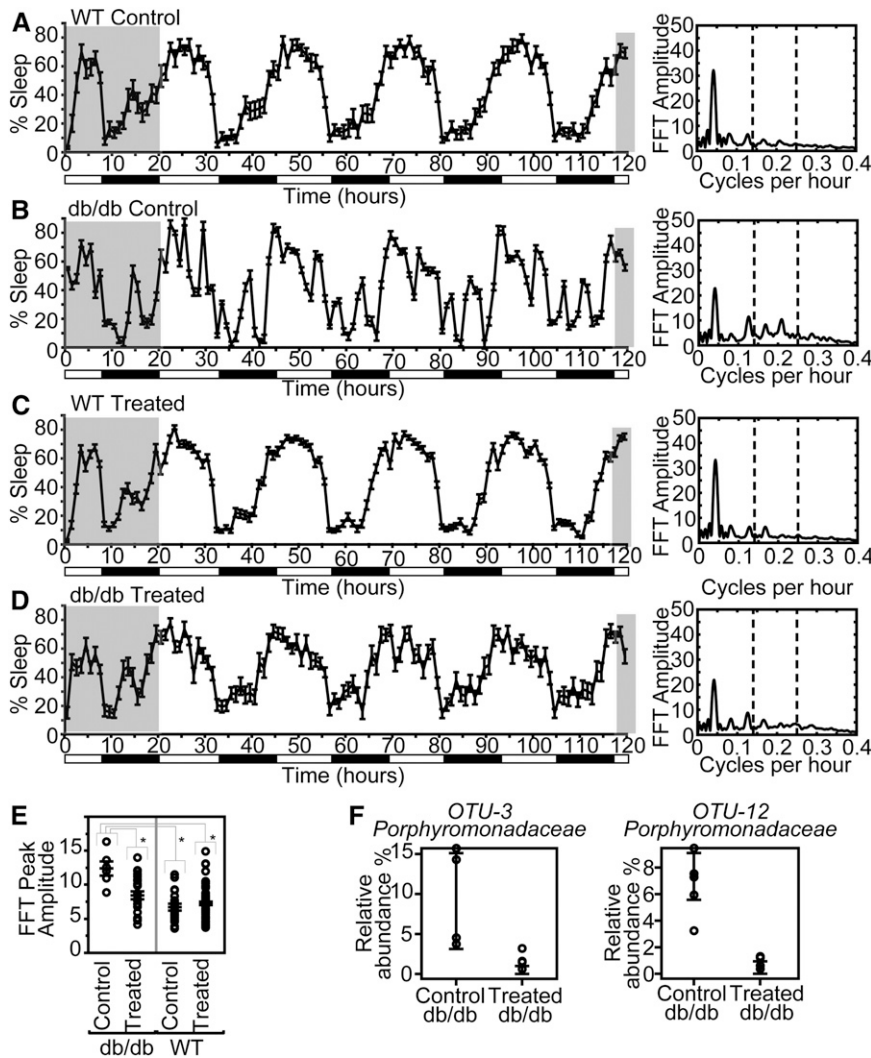 A WT Control
% Sleep
80
60
40
20
0
0 10 20 30 40 50 60 70 80 90 100 110 120
Time (hours)
FFT Amplitude
50
40
30
20
10
0
0 0.1 0.2 0.3 0.4
Cycles per hour
B db/db Control
% Sleep
80
60
40
20
0
0 10 20 30 40 50 60 70 80 90 100 110 120
Time (hours)
FFT Amplitude
50
40
30
20
10
0
0 0.1 0.2 0.3 0.4
Cycles per hour
C WT Treated
% Sleep
80
60
40
20
0
0 10 20 30 40 50 60 70 80 90 100 110 120
Time (hours)
FFT Amplitude
50
40
30
20
10
0
0 0.1 0.2 0.3 0.4
Cycles per hour
D db/db Treated
% Sleep
80
60
40
20
0
0 10 20 30 40 50 60 70 80 90 100 110 120
Time (hours)
FFT Amplitude
50
40
30
20
10
0
0 0.1 0.2 0.3 0.4
Cycles per hour
E
FFT Peak
Amplitude
15
10
5
0
* * *
Control
Treated
Control
Treated
db/db WT
F
OTU-3
Porphyromonadaceae
Relative
abundance %
15
10
5
0
Control Treated
db/db db/db
OTU-12
Porphyromonadaceae
Relative
abundance %
8
6
4
2
0
Control Treated
db/db db/db